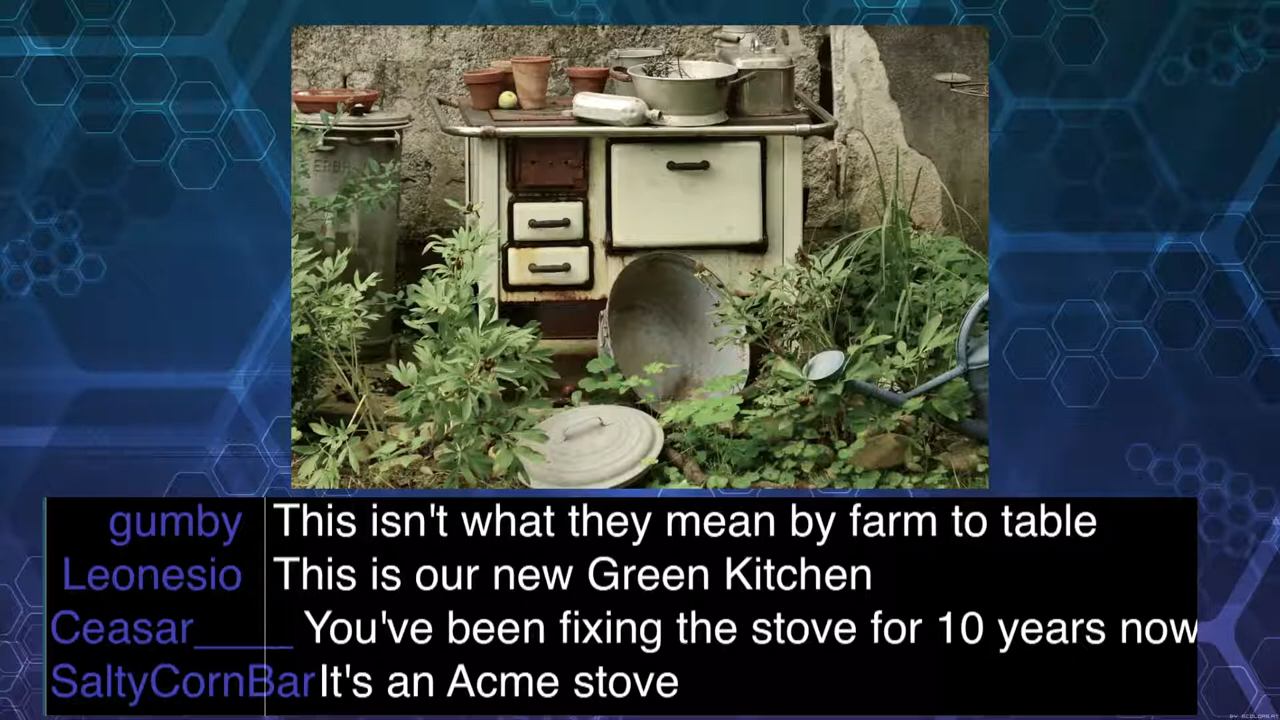 gumby This isn't what they mean by farm to table
Leonesio This is our new Green Kitchen
Ceasar_____ You've been fixing the stove for 10 years now
SaltyCornBar It's an Acme stove